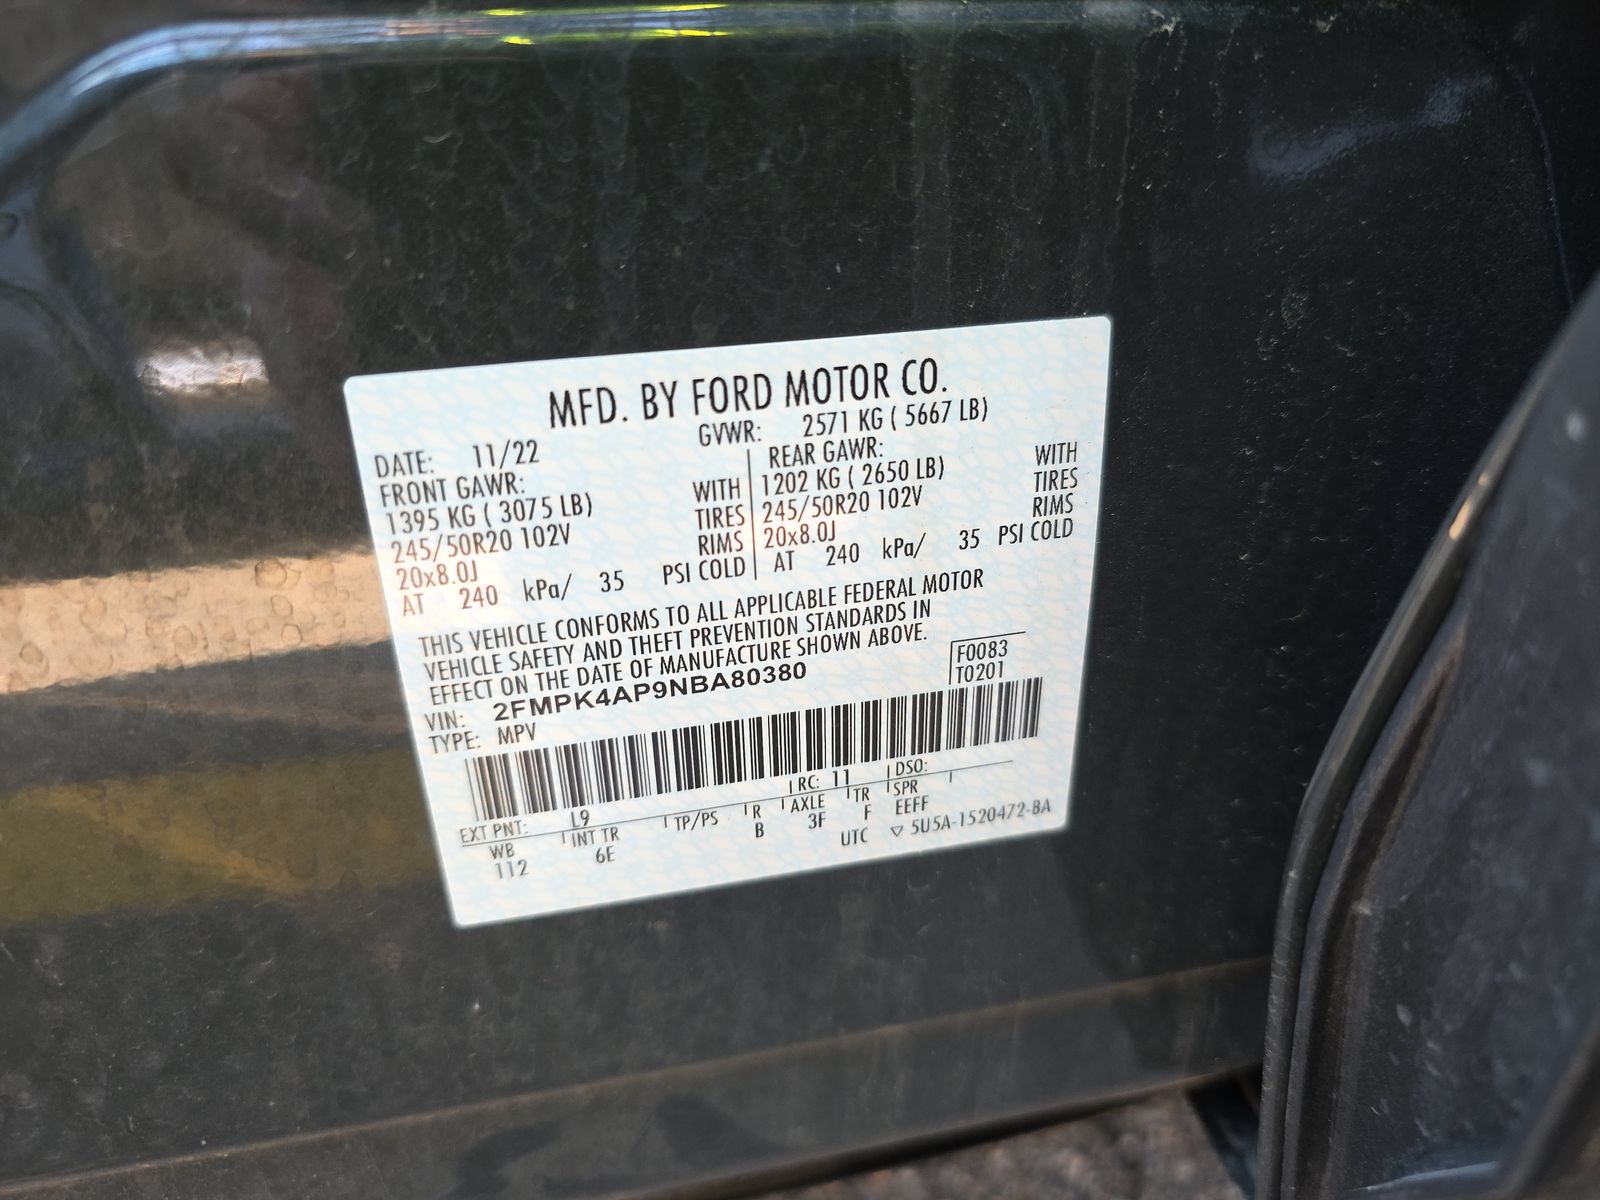 MFD. BY FORD MOTOR CO.
DATE: 11/22 GVWR: 2571 KG ( 5667 LB)
FRONT GAWR:
1395 KG ( 3075 LB) WITH
245/50R20 102V TIRES
20x8.0J RIMS
AT 240 kPa/ 35 PSI COLD
REAR GAWR:
1202 KG ( 2650 LB) WITH
245/50R20 102V TIRES
20x8.0J RIMS
AT 240 kPa/ 35 PSI COLD
THIS VEHICLE CONFORMS TO ALL APPLICABLE FEDERAL MOTOR
VEHICLE SAFETY AND THEFT PREVENTION STANDARDS IN
EFFECT ON THE DATE OF MANUFACTURE SHOWN ABOVE.
VIN: 2FMPK4AP9NBA80380
TYPE: MPV
F0083
T0201
EXT PNT: L9 RC: 11 DSO:
WB INT TR TP/PS R AXLE TR SPR
112 6E B 3F F EEFF
UTC ▽ 5U5A-1520472-BA